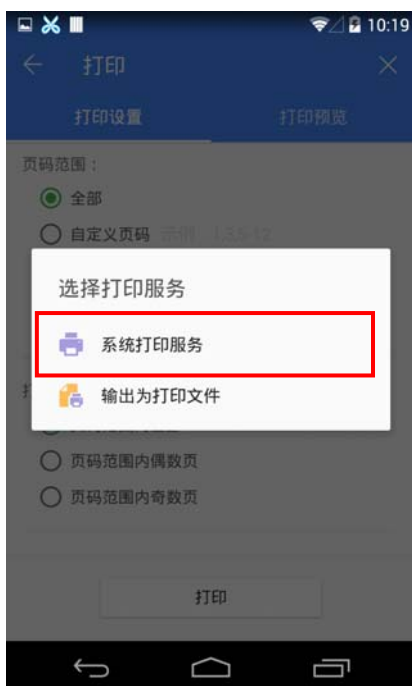 10:19
打印
打印设置 打印预览
页码范围：
全部
自定义页码 示例：1,3,5-12
选择打印服务
系统打印服务
输出为打印文件
页码范围内偶数页
页码范围内奇数页
打印